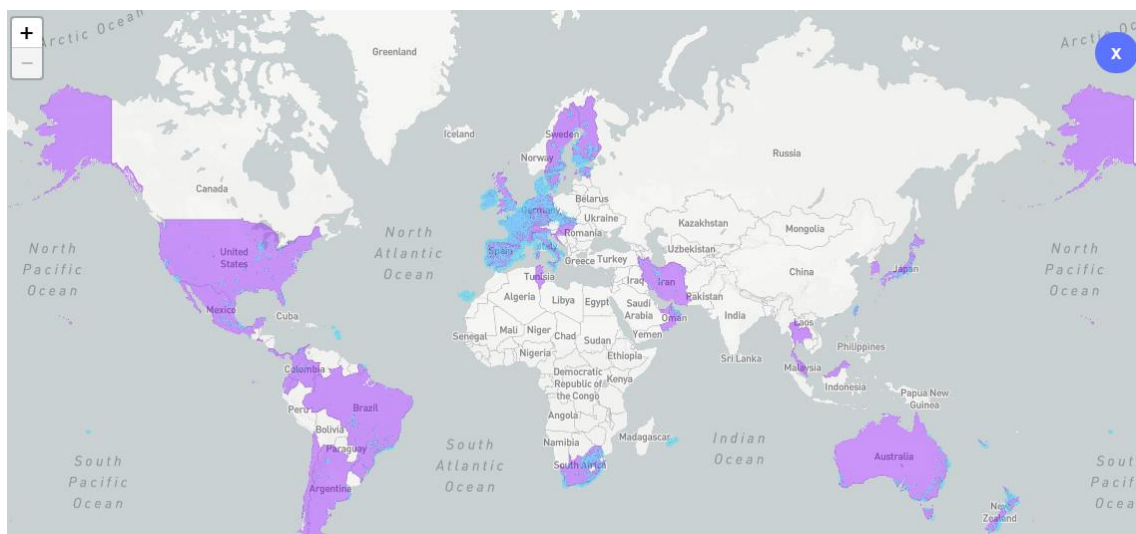 +
−
x
Arctic Ocean
Arctic Oc
Greenland
Iceland
Sweden
Norway
Russia
Canada
Belarus
Germany
Ukraine
Kazakhstan
Mongolia
Romania
North
Pacific
Ocean
United
States
North
Atlantic
Ocean
Spain
Italy
Uzbekistan
North
Pacific
Ocean
Greece
Turkey
China
Japan
Tunisia
Iraq
Iran
Pakistan
Algeria
Libya
Egypt
Mexico
Cuba
Saudi
Arabia
Oman
India
Laos
Senegal
Mali
Niger
Chad
Sudan
Yemen
Philippines
Nigeria
Ethiopia
Sri Lanka
Colombia
Democratic
Republic of
the Congo
Kenya
Malaysia
Indonesia
Papua New
Guinea
Peru
Brazil
Angola
Bolivia
Namibia
Madagascar
Paraguay
South
Pacific
Ocean
South
Atlantic
Ocean
Indian
Ocean
South Africa
Australia
Sout
Pacif
Ocea
Argentina
New
Zealand